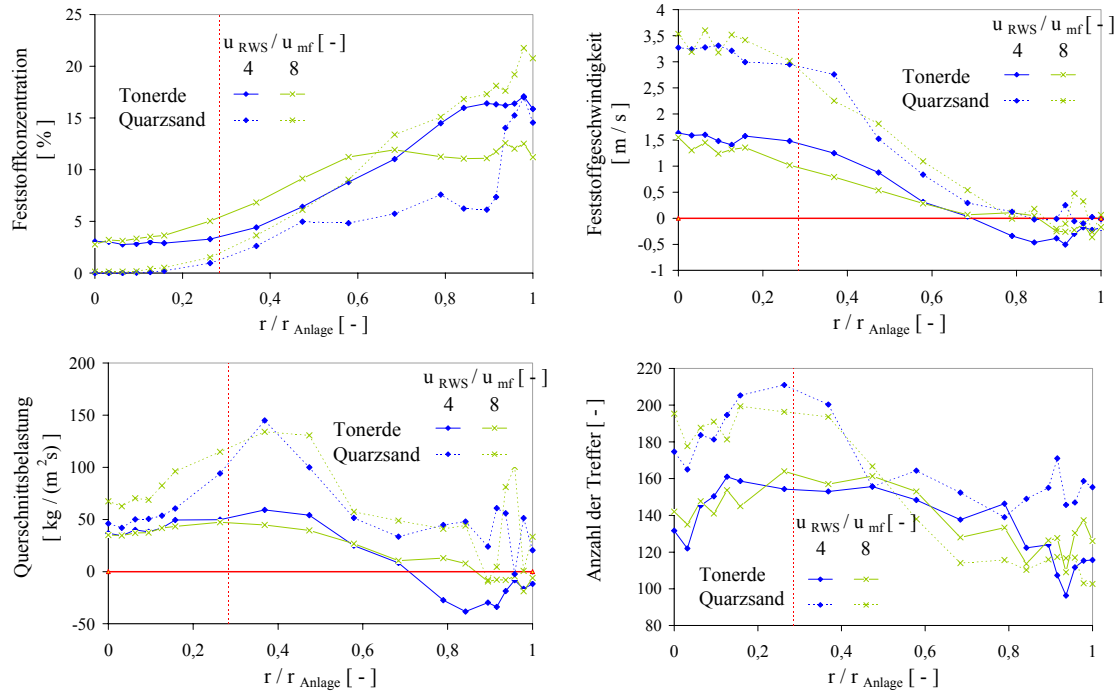 Feststoffkonzentration
[ % ]
25
20
15
10
5
0
0
0,2
0,4
0,6
0,8
1
r / r Anlage [ - ]
u RWS / u mf [ - ]
4 8
Tonerde
Quarzsand
Feststoffgeschwindigkeit
[ m / s ]
4
3,5
3
2,5
2
1,5
1
0,5
0
-0,5
-1
0
0,2
0,4
0,6
0,8
1
r / r Anlage [ - ]
u RWS / u mf [ - ]
4 8
Tonerde
Quarzsand
Querschnittsbelastung
[ kg / (m²s) ]
200
150
100
50
0
-50
0
0,2
0,4
0,6
0,8
1
r / r Anlage [ - ]
u RWS / u mf [ - ]
4 8
Tonerde
Quarzsand
Anzahl der Treffer [ - ]
220
200
180
160
140
120
100
80
0
0,2
0,4
0,6
0,8
1
r / r Anlage [ - ]
u RWS / u mf [ - ]
4 8
Tonerde
Quarzsand